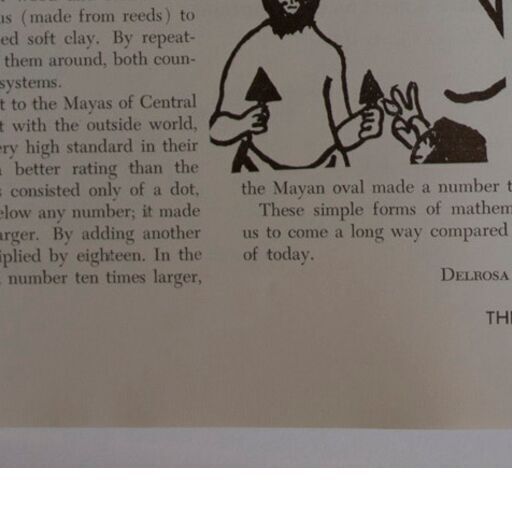 us (made from reeds) to
ed soft clay. By repeat-
them around, both coun-
systems.
t to the Mayas of Central
t with the outside world,
ery high standard in their
better rating than the
consisted only of a dot,
elow any number; it made
arger. By adding another
iplied by eighteen. In the
number ten times larger,
the Mayan oval made a number t
These simple forms of mathem
us to come a long way compared
of today.
DELROSA
TH